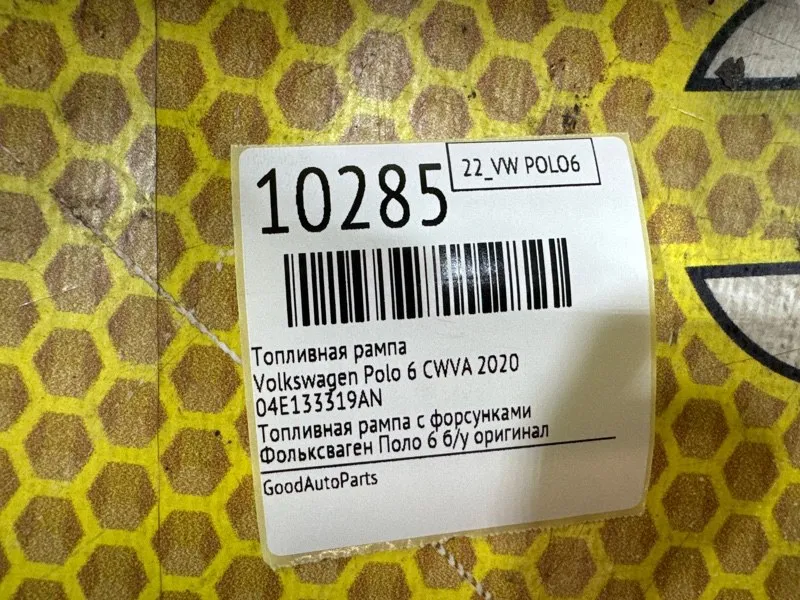 10285
22_VW POLO6
Топливная рампа
Volkswagen Polo 6 CWVA 2020
04E133319AN
Топливная рампа с форсунками
Фольксваген Поло 6 б/у оригинал
GoodAutoParts